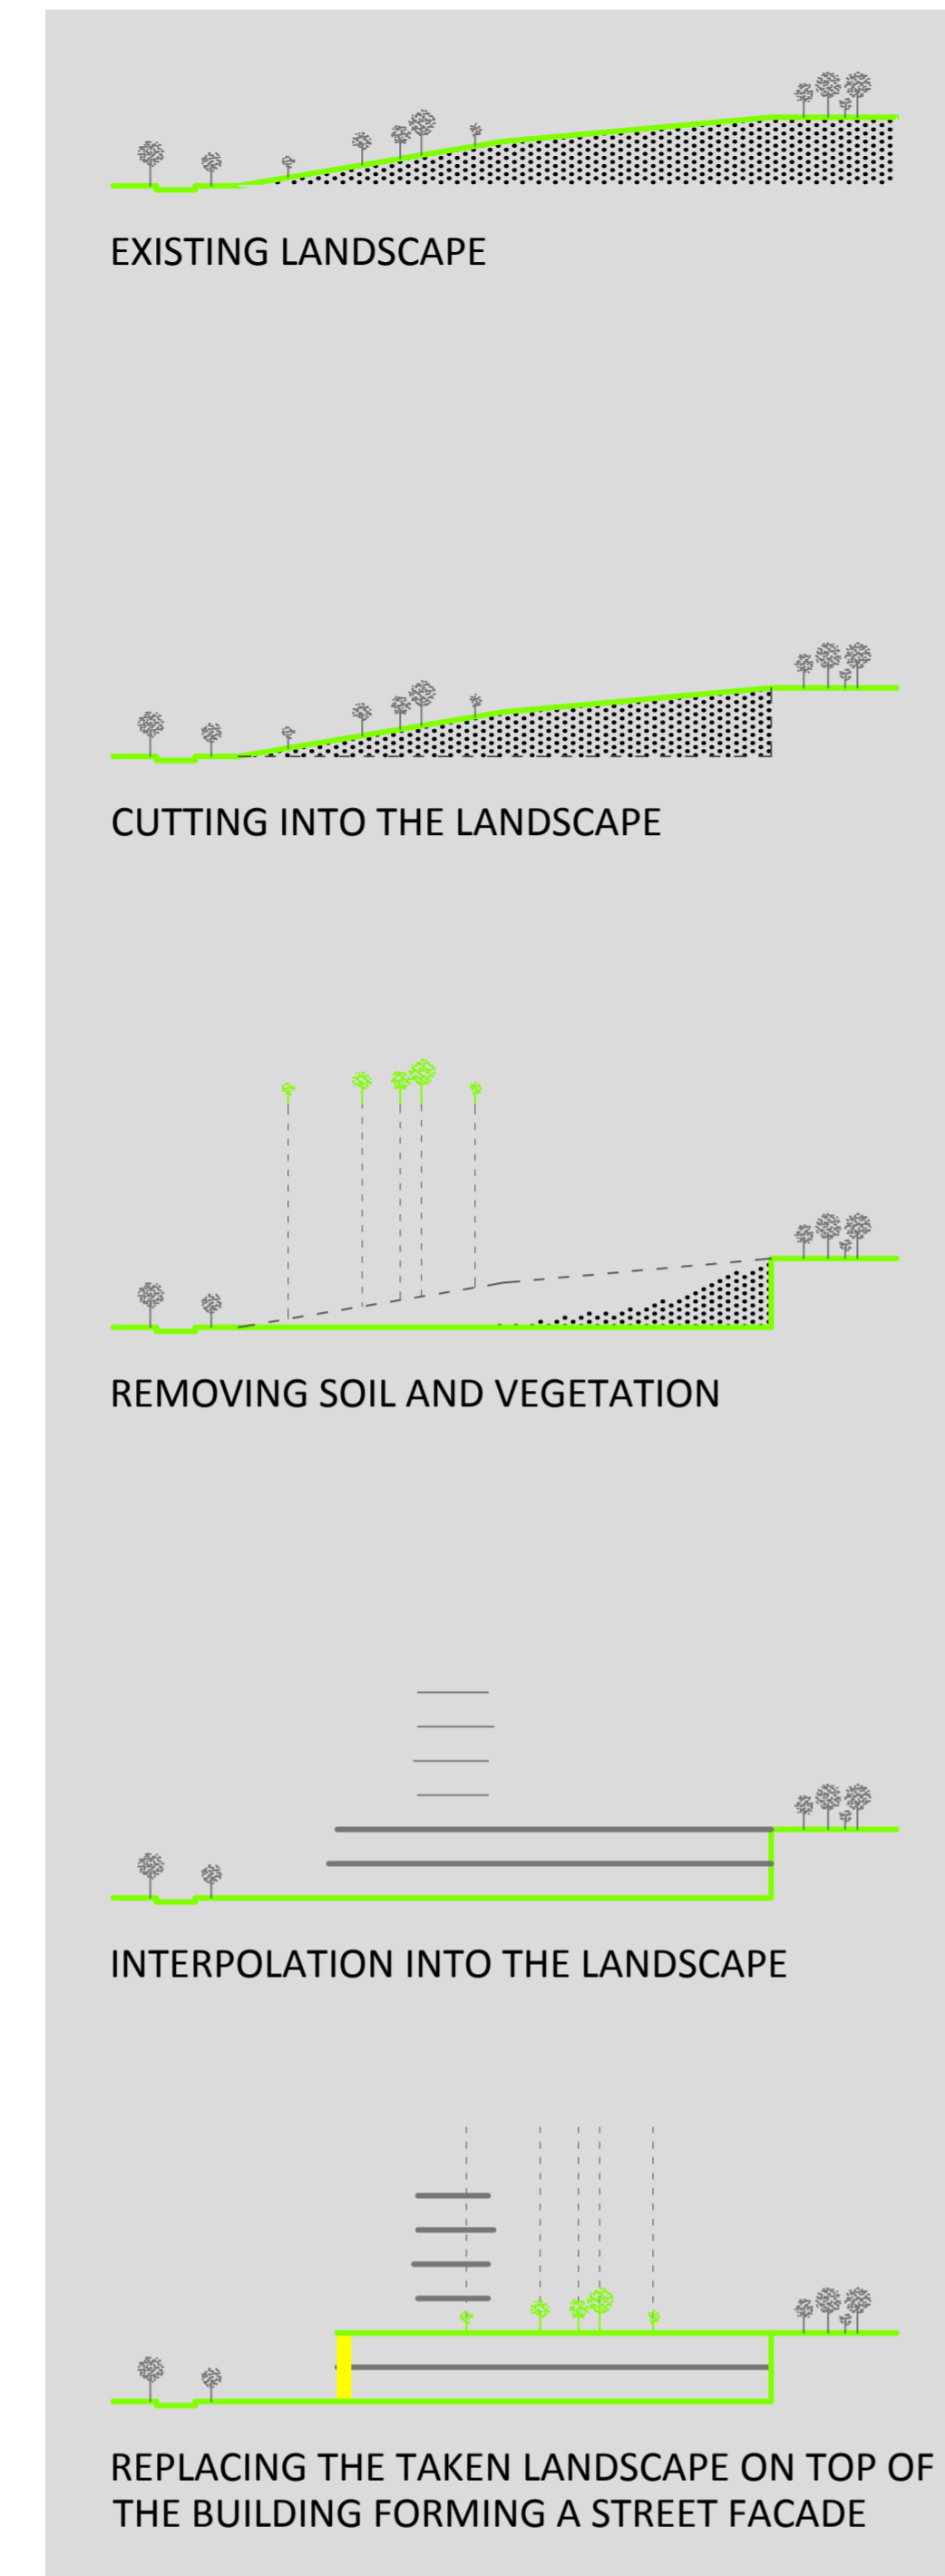 EXISTING LANDSCAPE
CUTTING INTO THE LANDSCAPE
REMOVING SOIL AND VEGETATION
INTERPOLATION INTO THE LANDSCAPE
REPLACING THE TAKEN LANDSCAPE ON TOP OF
THE BUILDING FORMING A STREET FACADE